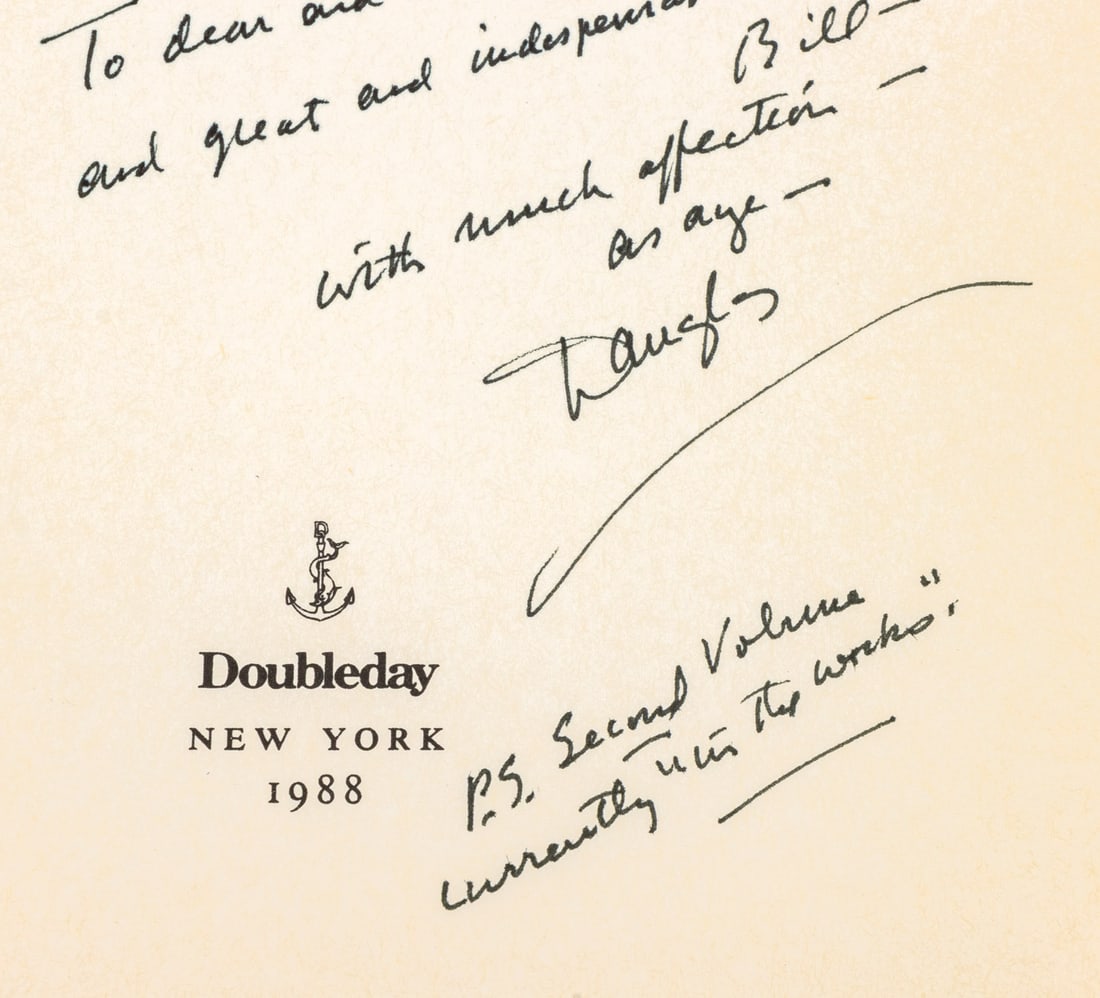 To dear and
and great and indispensa
Bill —
with much affection —
as aye —
Douglas
D
Doubleday
NEW YORK
1988
P.S. Second Volume
currently "in the works".